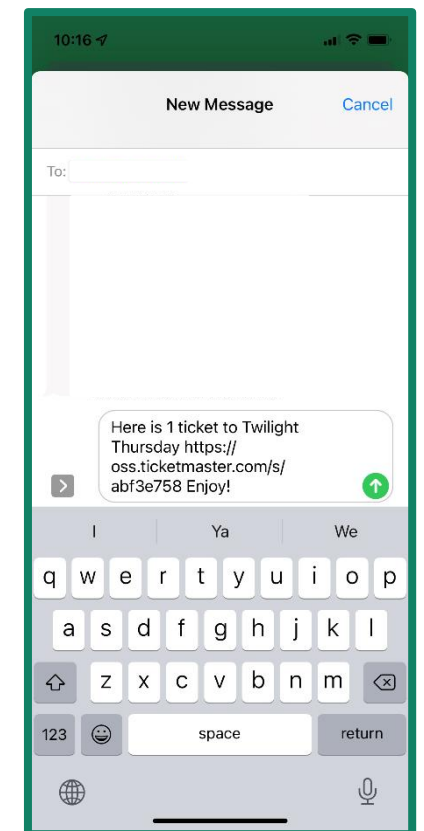 10:16
New Message Cancel
To:
Here is 1 ticket to Twilight
Thursday https://
oss.ticketmaster.com/s/
abf3e758 Enjoy!
I Ya We
q w e r t y u i o p
a s d f g h j k l
z x c v b n m
123 space return